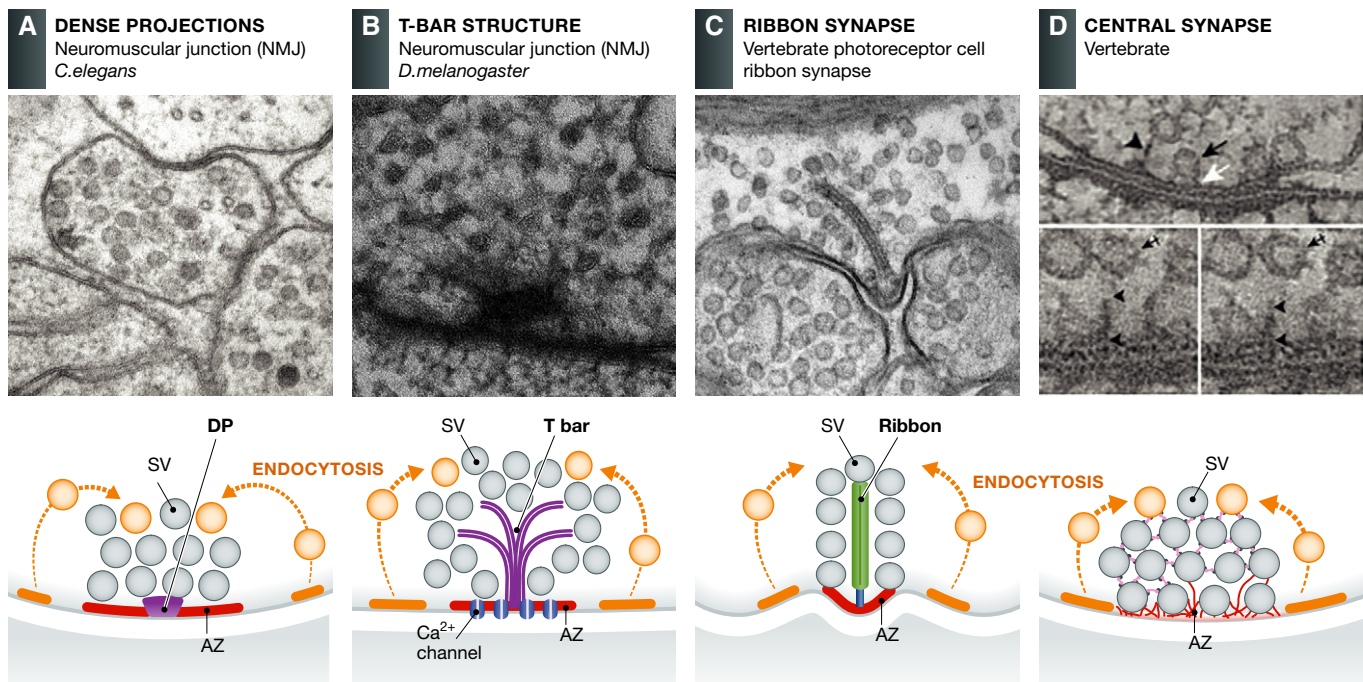 A
DENSE PROJECTIONS
Neuromuscular junction (NMJ)
C.elegans
B
T-BAR STRUCTURE
Neuromuscular junction (NMJ)
D.melanogaster
C
RIBBON SYNAPSE
Vertebrate photoreceptor cell
ribbon synapse
D
CENTRAL SYNAPSE
Vertebrate
DP
SV
ENDOCYTOSIS
AZ
SV
T bar
Ca2+
channel
AZ
SV
Ribbon
AZ
ENDOCYTOSIS
SV
AZ